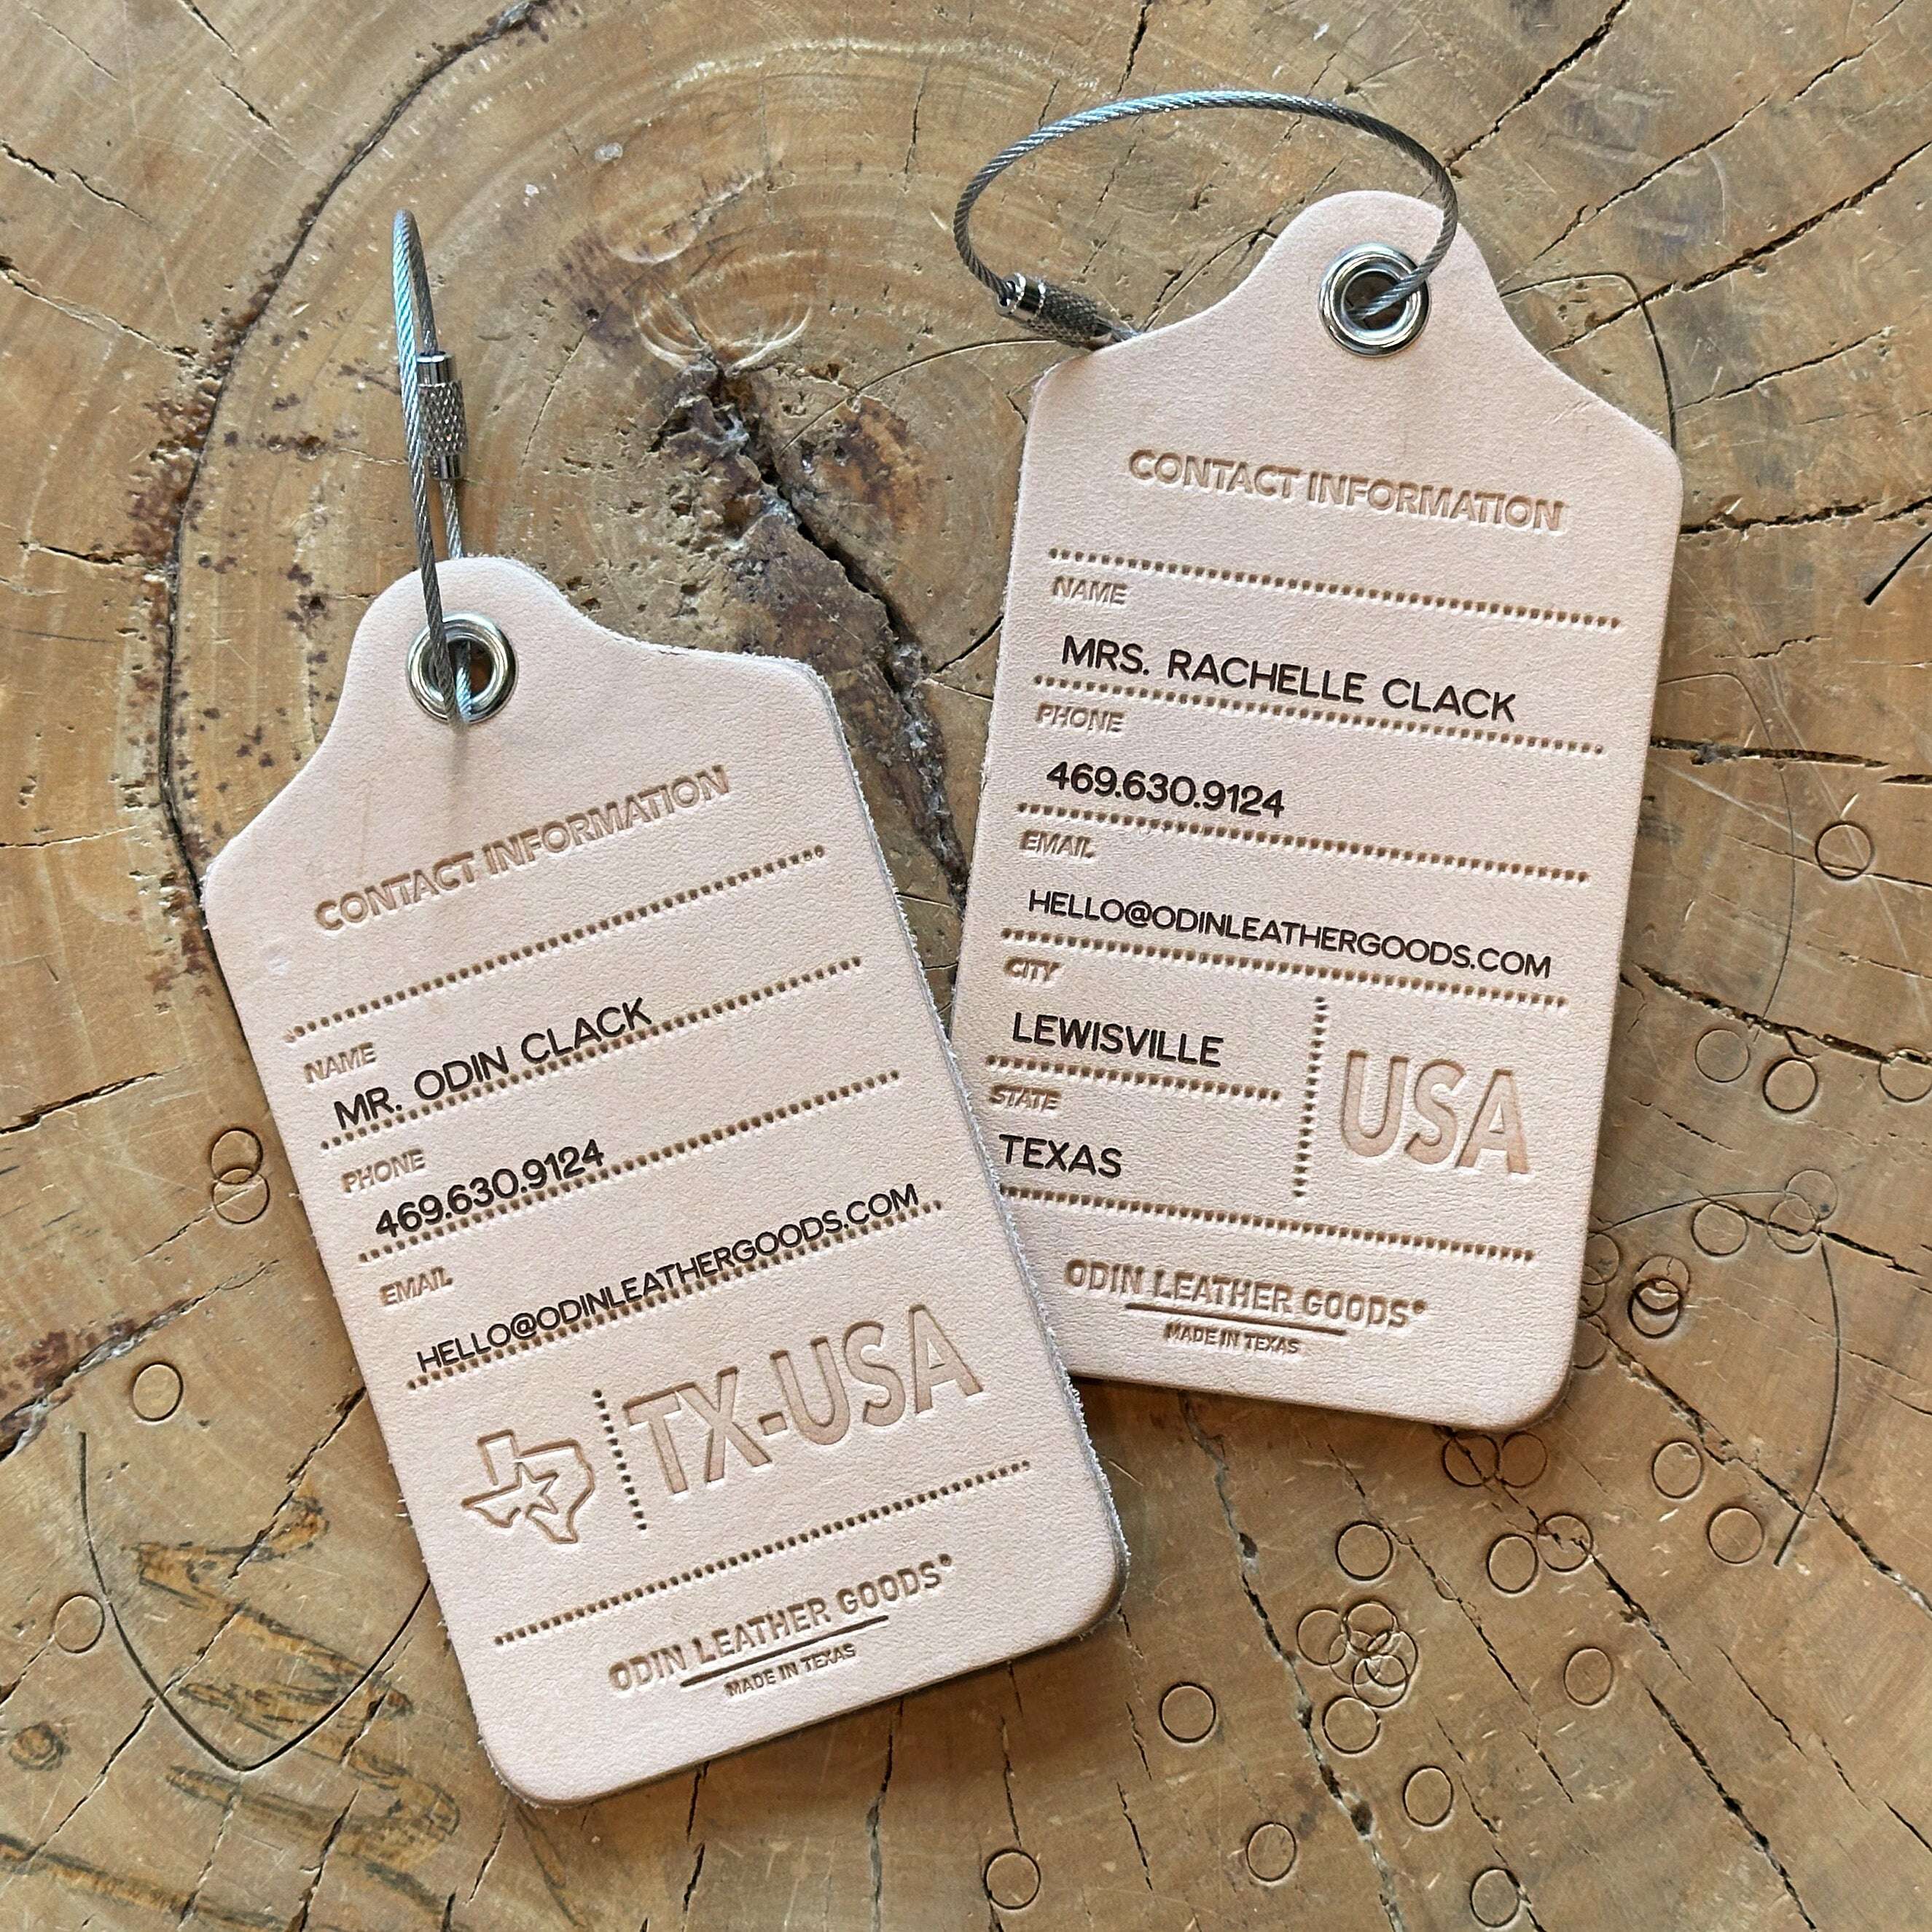 CONTACT INFORMATION
NAME
MR. ODIN CLACK
PHONE
469.630.9124
EMAIL
HELLO@ODINLEATHERGOODS.COM
TX-USA
ODIN LEATHER GOODS
MADE IN TEXAS
CONTACT INFORMATION
NAME
MRS. RACHELLE CLACK
PHONE
469.630.9124
EMAIL
HELLO@ODINLEATHERGOODS.COM
CITY
LEWISVILLE
STATE
TEXAS
USA
ODIN LEATHER GOODS
MADE IN TEXAS